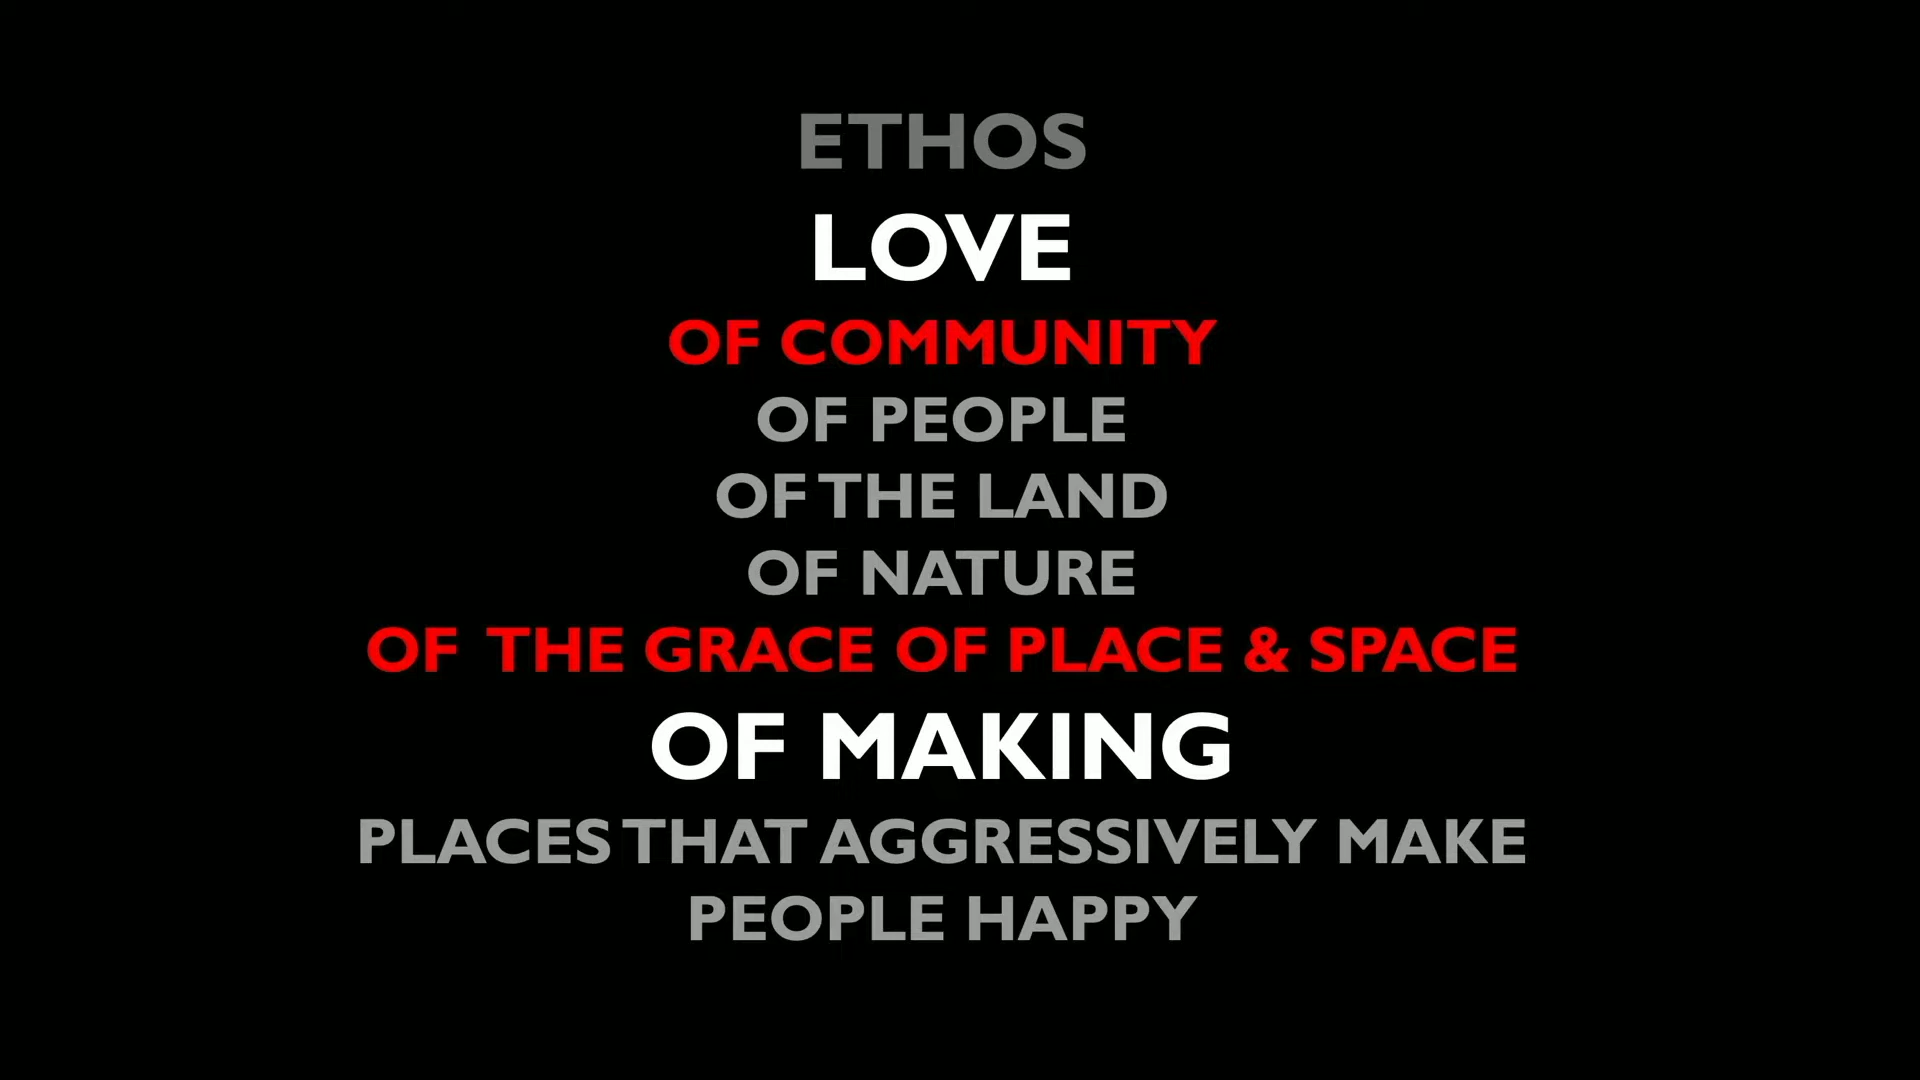 ETHOS
LOVE
OF COMMUNITY
OF PEOPLE
OF THE LAND
OF NATURE
OF THE GRACE OF PLACE & SPACE
OF MAKING
PLACES THAT AGGRESSIVELY MAKE
PEOPLE HAPPY